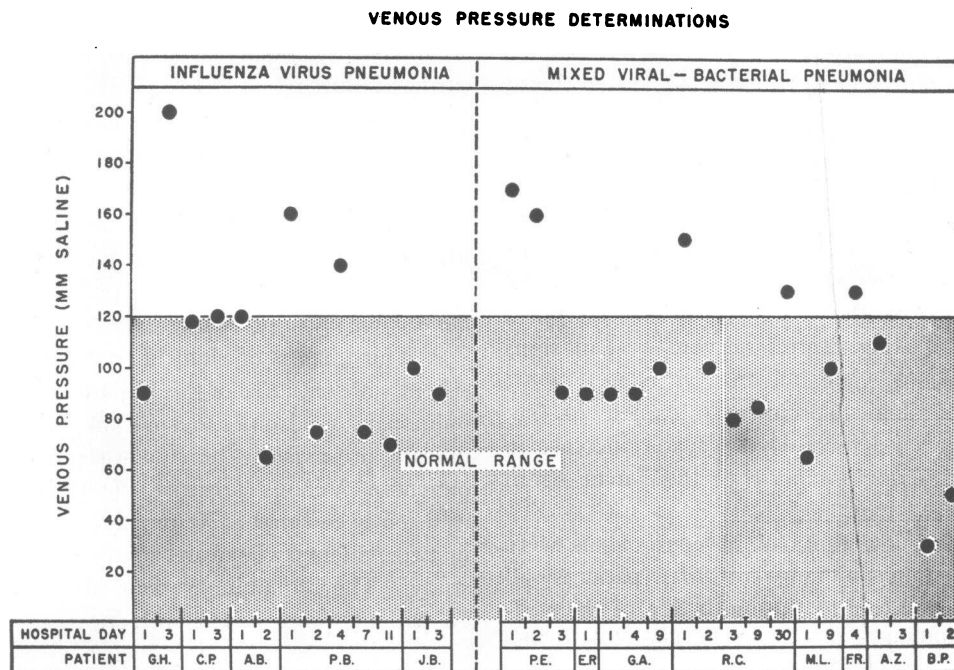 VENOUS PRESSURE DETERMINATIONS
INFLUENZA VIRUS PNEUMONIA
MIXED VIRAL-BACTERIAL PNEUMONIA
VENOUS PRESSURE (MM SALINE)
200
180
160
140
120
100
80
60
40
20
NORMAL RANGE
HOSPITAL DAY 1 3 1 3 1 2 1 2 4 7 11 1 3 1 2 3 1 1 4 9 1 2 3 9 30 1 9 4 1 3 1 2
PATIENT G.H. C.P. A.B. P.B. J.B. P.E. E.R G.A. R.C. M.L. FR. A.Z. B.P.